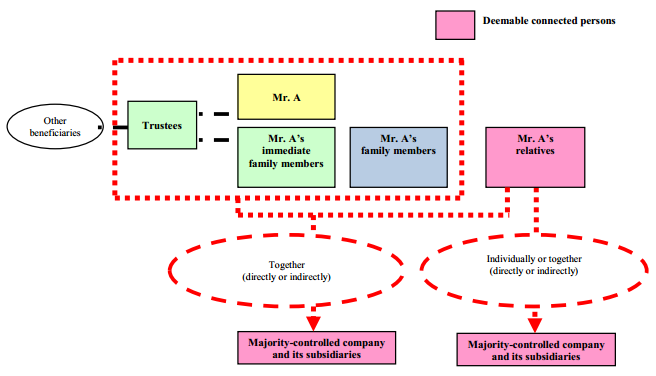 Deemable connected persons
Mr. A
Other
beneficiaries
Trustees
Mr. A's
immediate
family members
Mr. A's
family members
Mr. A's
relatives
Together
(directly or indirectly)
Individually or together
(directly or indirectly)
Majority-controlled company
and its subsidiaries
Majority-controlled company
and its subsidiaries